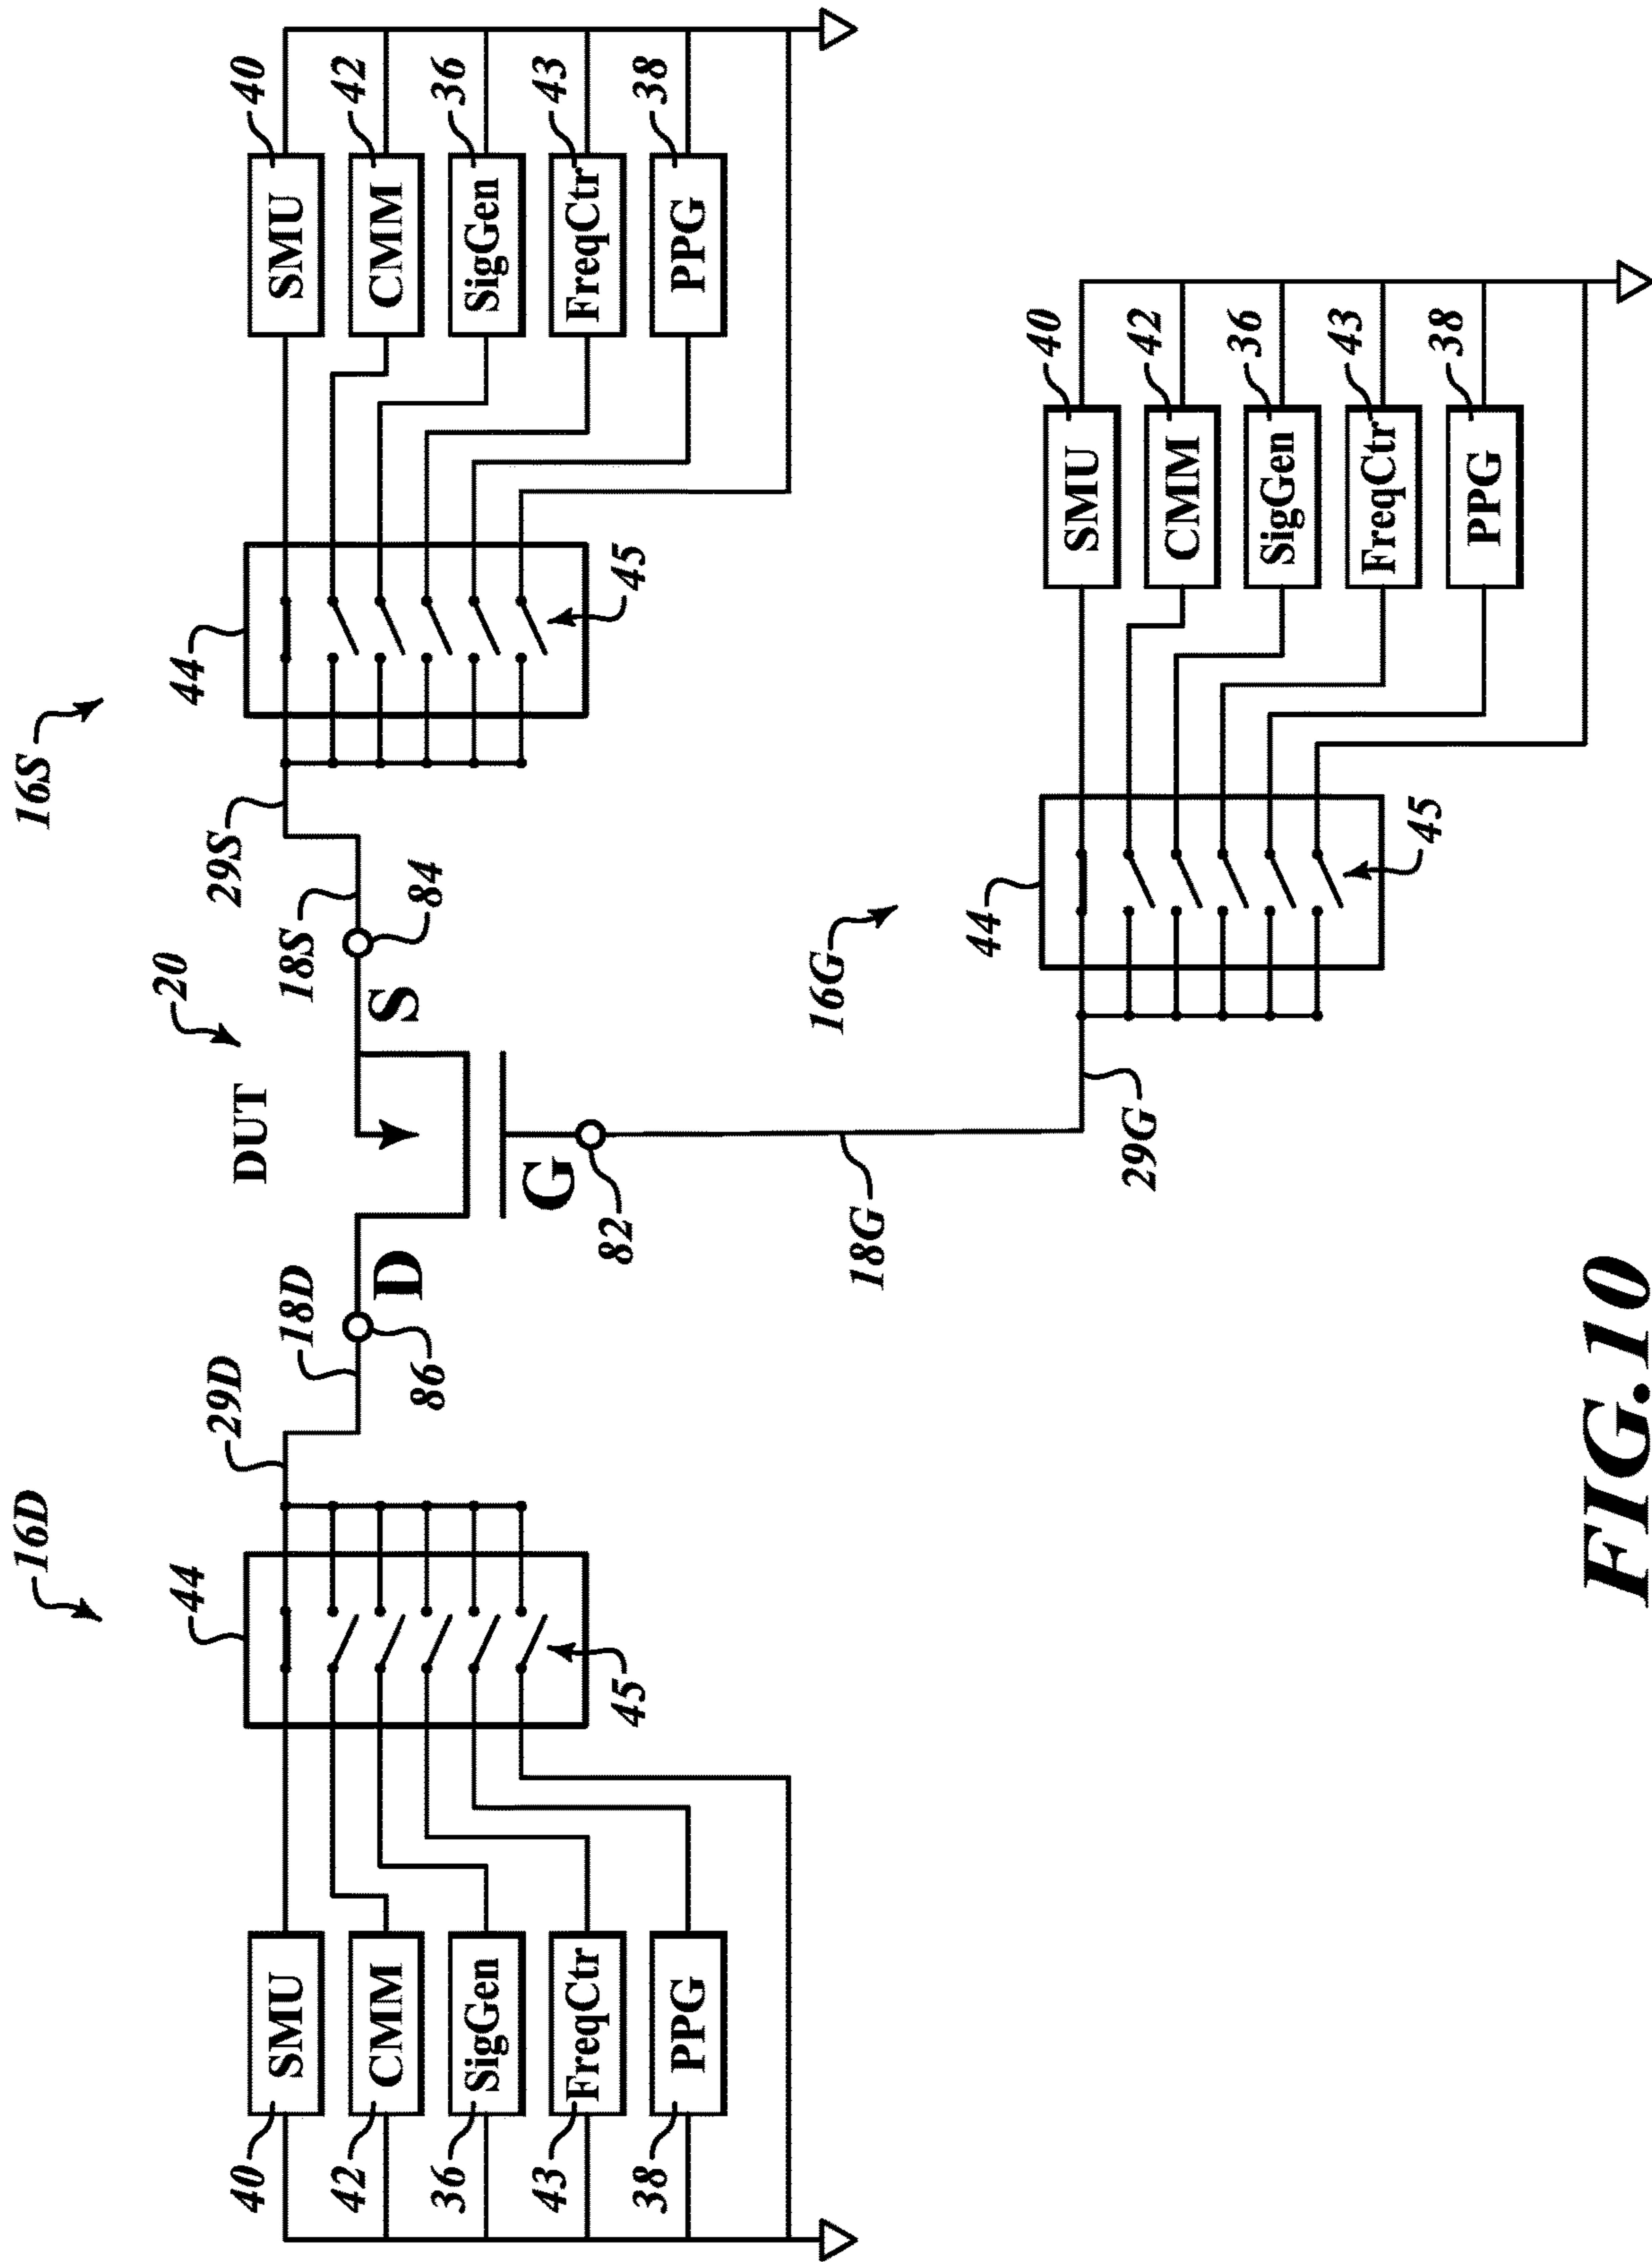 16D
16S
29D
18D
DUT
20
18S
29S
44
44
D
S
86
84
G
82
45
45
40
SMU
42
CMM
36
SigGen
43
FreqCtr
38
PPG
SMU
40
CMM
42
SigGen
36
FreqCtr
43
PPG
38
18G
16G
29G
44
45
SMU
40
CMM
42
SigGen
36
FreqCtr
43
PPG
38
FIG.10